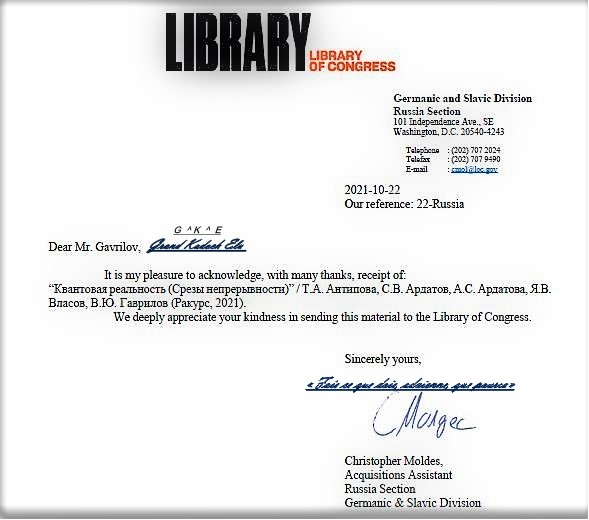 LIBRARY
LIBRARY
OF CONGRESS
Germanic and Slavic Division
Russia Section
101 Independence Ave., SE
Washington, D.C. 20540-4243
Telephone : (202) 707 2024
Telefax : (202) 707 9490
E-mail : cmol@loc.gov
2021-10-22
Our reference: 22-Russia
G ^ K ^ E
Dear Mr. Gavrilov, Grand Kadosh Elu
It is my pleasure to acknowledge, with many thanks, receipt of:
“Квантовая реальность (Срезы непрерывности)” / Т.А. Антипова, С.В. Ардатов, А.С. Ардатова, Я.В.
Власов, В.Ю. Гаврилов (Ракурс, 2021).
We deeply appreciate your kindness in sending this material to the Library of Congress.
Sincerely yours,
« Fais ce que dois, advienne que pourra»
Christopher Moldes,
Acquisitions Assistant
Russia Section
Germanic & Slavic Division